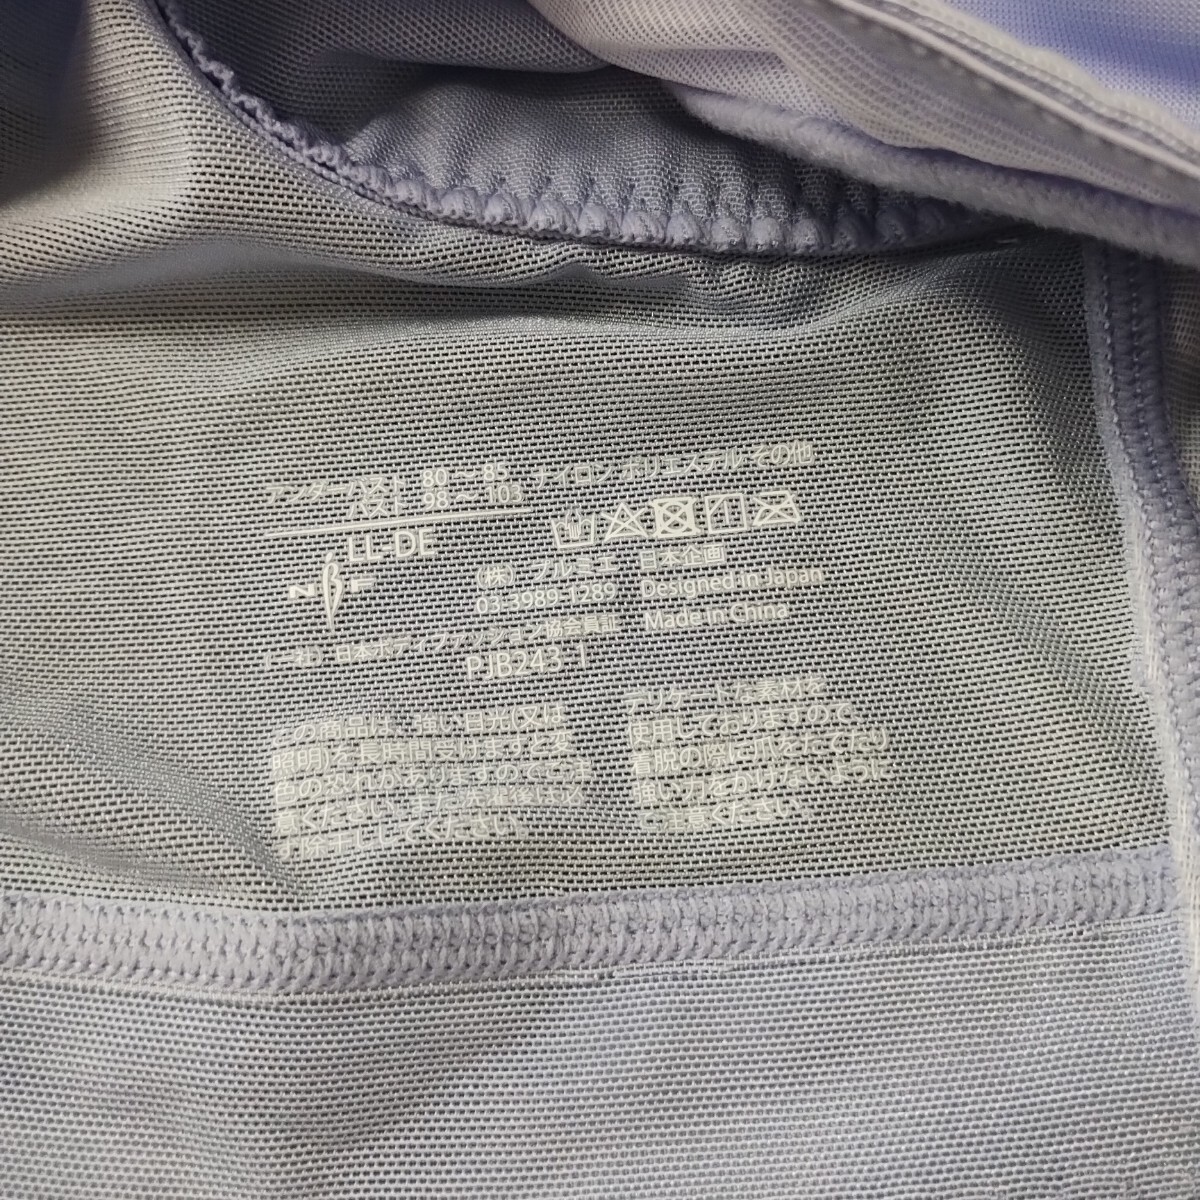 アンダーバスト 80〜85
バスト 98〜103
LL-DE
NBF
ナイロン ポリエステル その他
(株) プルミエ
03-3989-1289
日本企画
Designed in Japan
Made in China
(一社) 日本ボディファッション協会員証
PJB243-1
この商品は、強い日光(又は
照明)を長時間受けますと変
色の恐れがありますのでご注
意ください。また洗濯後は必
ず陰干ししてください。
デリケートな素材を
使用しておりますので、
着脱の際に爪をたてたり
強い力をかけないように
ご注意ください。